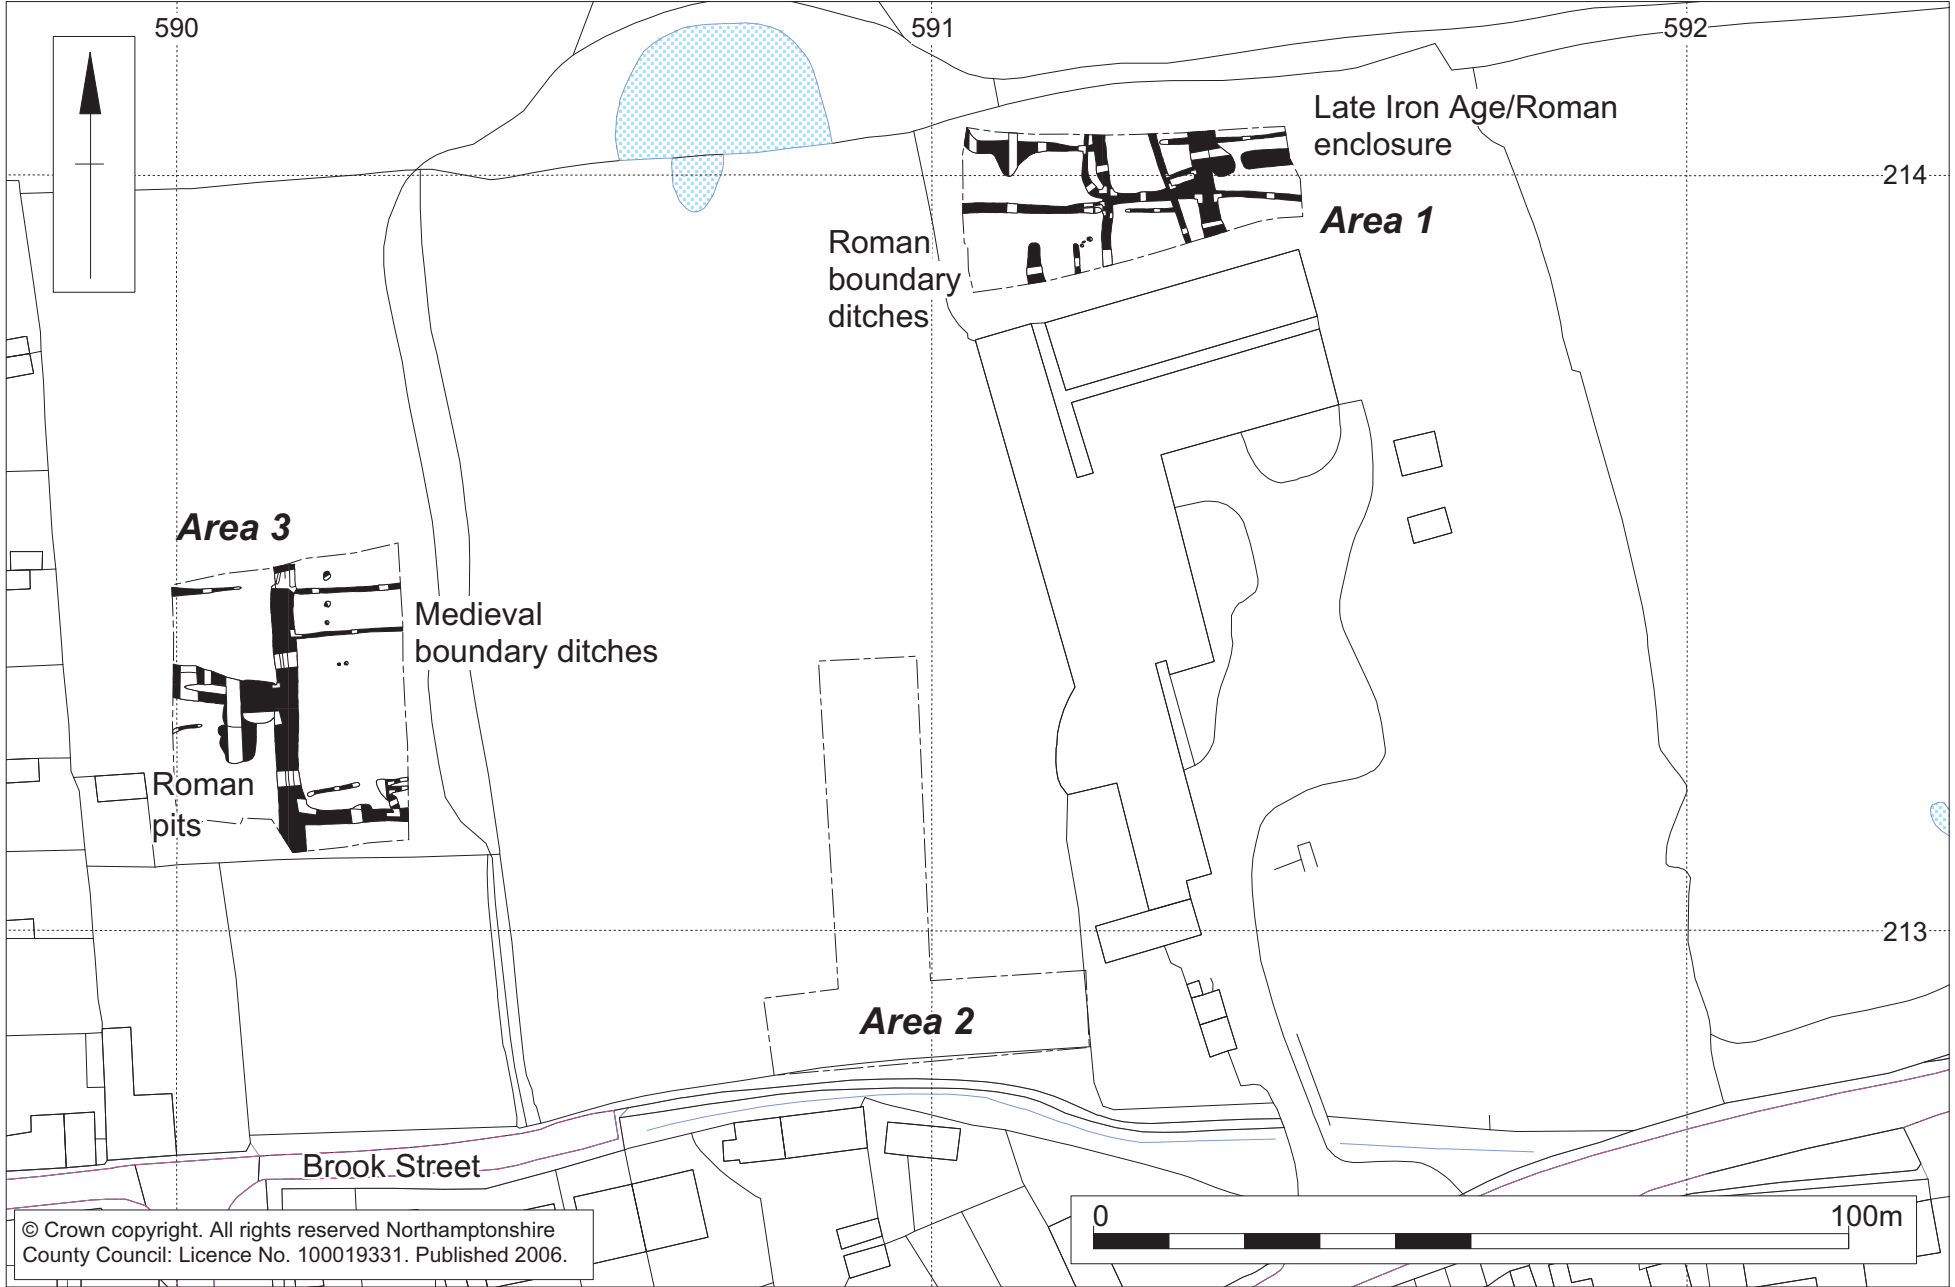 590
591
592
Late Iron Age/Roman
enclosure
214
Area 1
Roman
boundary
ditches
Area 3
Medieval
boundary ditches
Roman
pits
213
Area 2
Brook Street
0
100m
© Crown copyright. All rights reserved Northamptonshire
County Council: Licence No. 100019331. Published 2006.